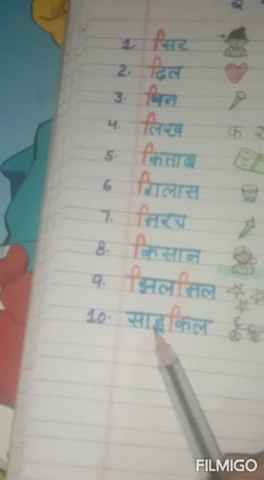 1. सिर
2. दिल
3. पिन
4. लिख क
5. किताब
6 गिलास
7. मिरच
8. किसान
9. झिलमिल
10. साइकिल
FILMIGO